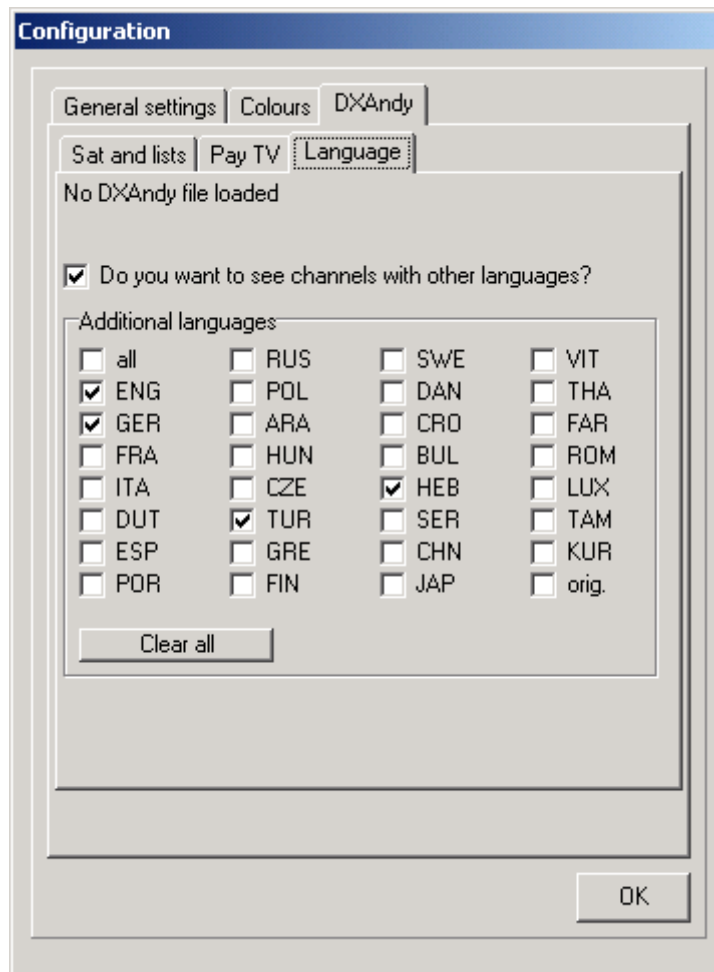 Configuration
General settings Colours DXAndy
Sat and lists Pay TV Language
No DXAndy file loaded
Do you want to see channels with other languages?
Additional languages
all RUS SWE VIT
ENG POL DAN THA
GER ARA CRO FAR
FRA HUN BUL ROM
ITA CZE HEB LUX
DUT TUR SER TAM
ESP GRE CHN KUR
POR FIN JAP orig.
Clear all
OK